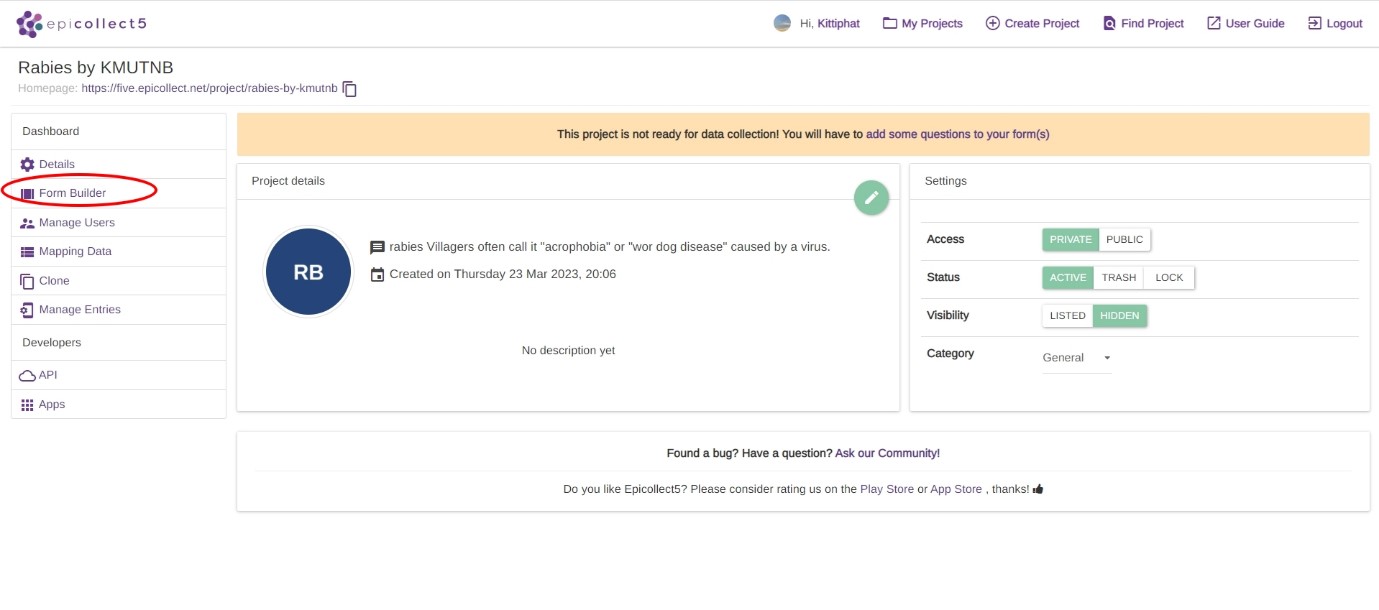 epicollect5
Hi, Kittiphat My Projects Create Project Find Project User Guide Logout
Rabies by KMUTNB
Homepage: https://five.epicollect.net/project/rabies-by-kmutnb
Dashboard
Details
Form Builder
Manage Users
Mapping Data
Clone
Manage Entries
Developers
API
Apps
This project is not ready for data collection! You will have to add some questions to your form(s)
Project details
RB
rabies Villagers often call it "acrophobia" or "wor dog disease" caused by a virus.
Created on Thursday 23 Mar 2023, 20:06
No description yet
Settings
Access PRIVATE PUBLIC
Status ACTIVE TRASH LOCK
Visibility LISTED HIDDEN
Category General
Found a bug? Have a question? Ask our Community!
Do you like Epicollect5? Please consider rating us on the Play Store or App Store , thanks!